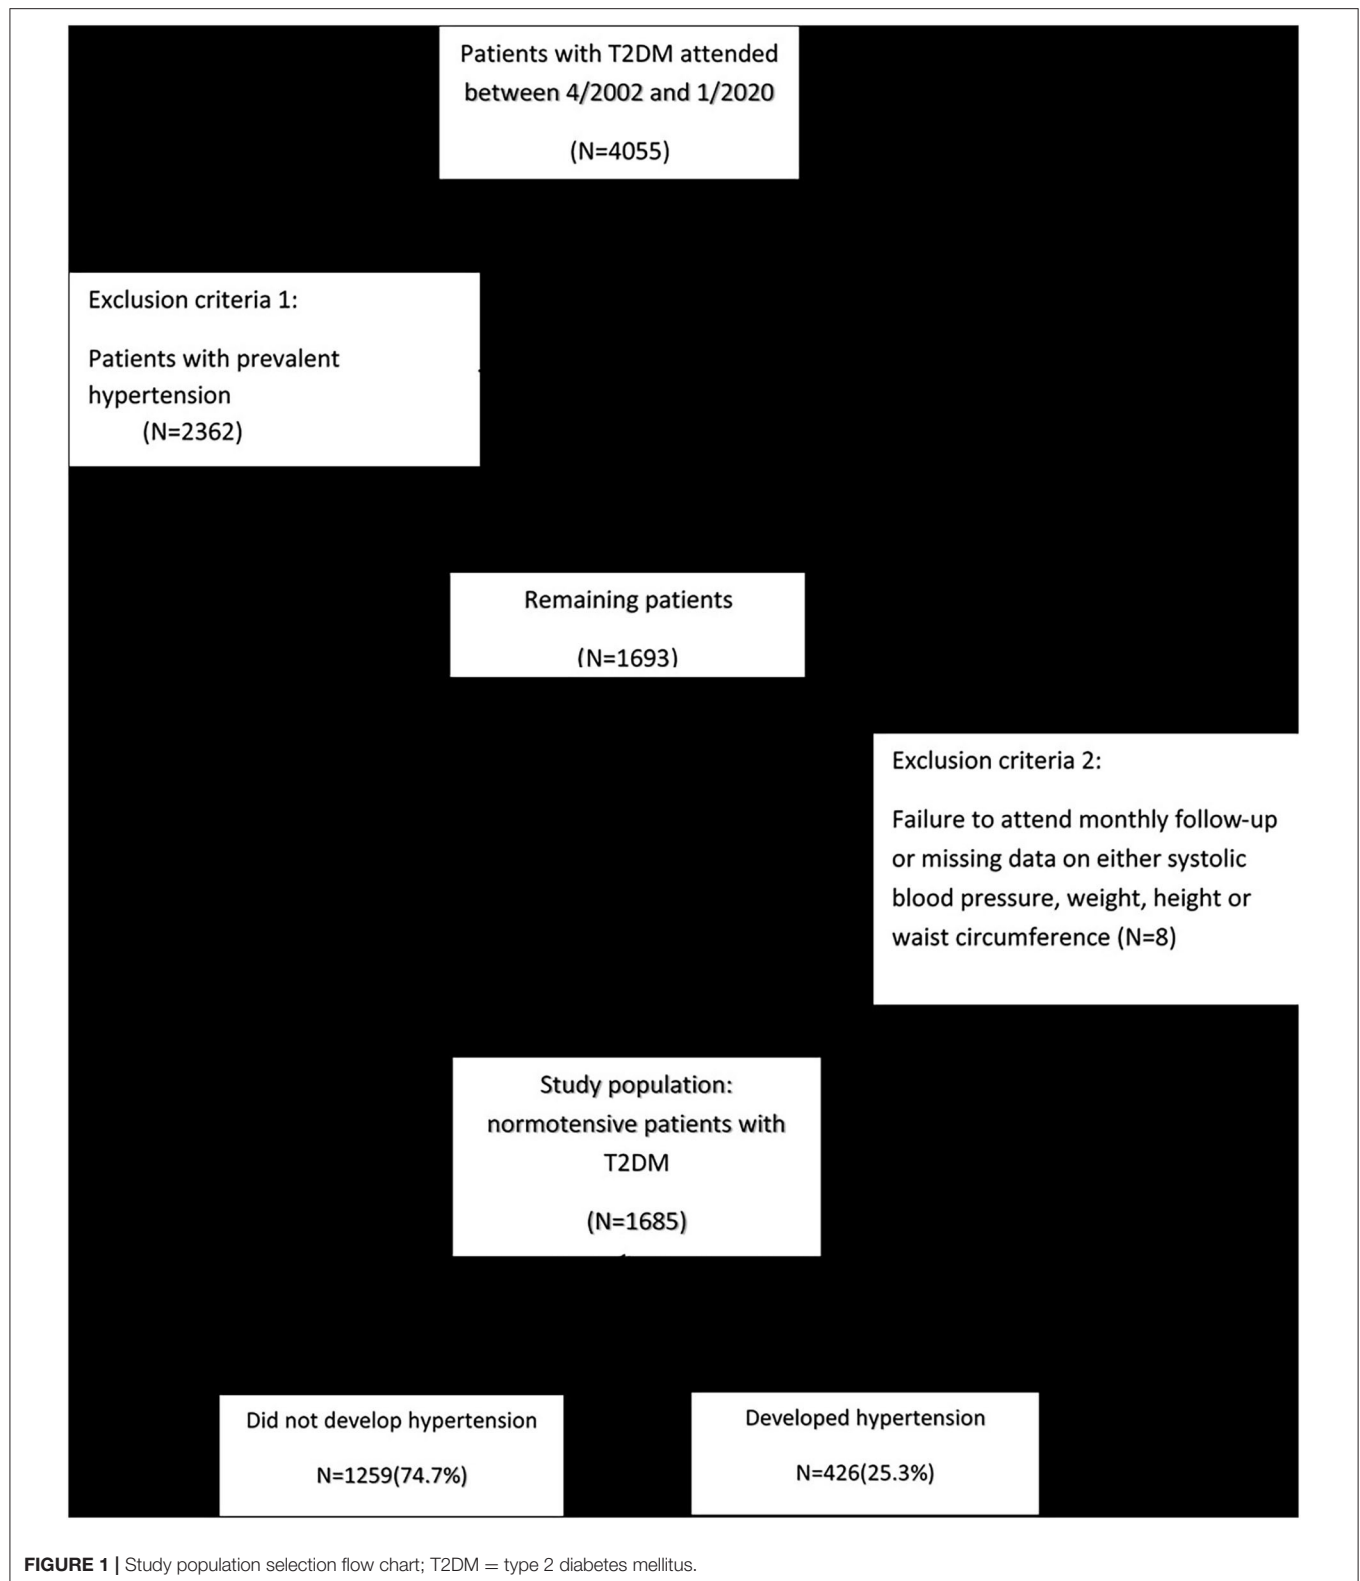 Patients with T2DM attended
between 4/2002 and 1/2020
(N=4055)
Exclusion criteria 1:
Patients with prevalent
hypertension
(N=2362)
Remaining patients
(N=1693)
Exclusion criteria 2:
Failure to attend monthly follow-up
or missing data on either systolic
blood pressure, weight, height or
waist circumference (N=8)
Study population:
normotensive patients with
T2DM
(N=1685)
Did not develop hypertension
N=1259(74.7%)
Developed hypertension
N=426(25.3%)
FIGURE 1 | Study population selection flow chart; T2DM = type 2 diabetes mellitus.